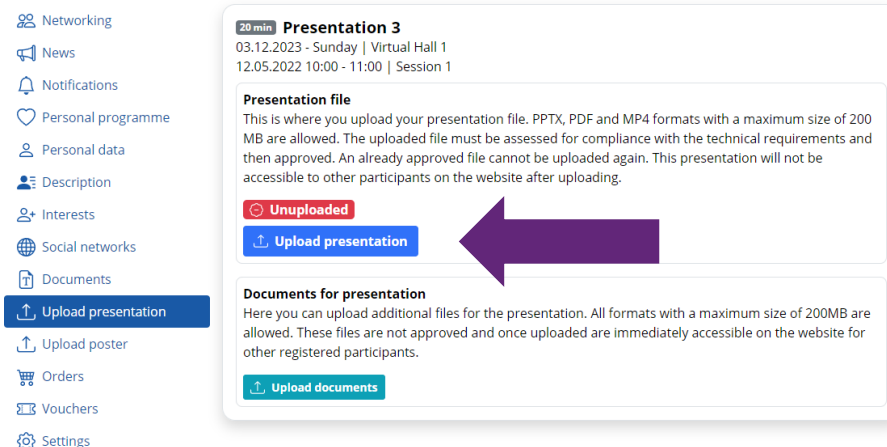 Networking
News
Notifications
Personal programme
Personal data
Description
Interests
Social networks
Documents
Upload presentation
Upload poster
Orders
Vouchers
Settings
20 min Presentation 3
03.12.2023 - Sunday | Virtual Hall 1
12.05.2022 10:00 - 11:00 | Session 1
Presentation file
This is where you upload your presentation file. PPTX, PDF and MP4 formats with a maximum size of 200
MB are allowed. The uploaded file must be assessed for compliance with the technical requirements and
then approved. An already approved file cannot be uploaded again. This presentation will not be
accessible to other participants on the website after uploading.
Unuploaded
Upload presentation
Documents for presentation
Here you can upload additional files for the presentation. All formats with a maximum size of 200MB are
allowed. These files are not approved and once uploaded are immediately accessible on the website for
other registered participants.
Upload documents